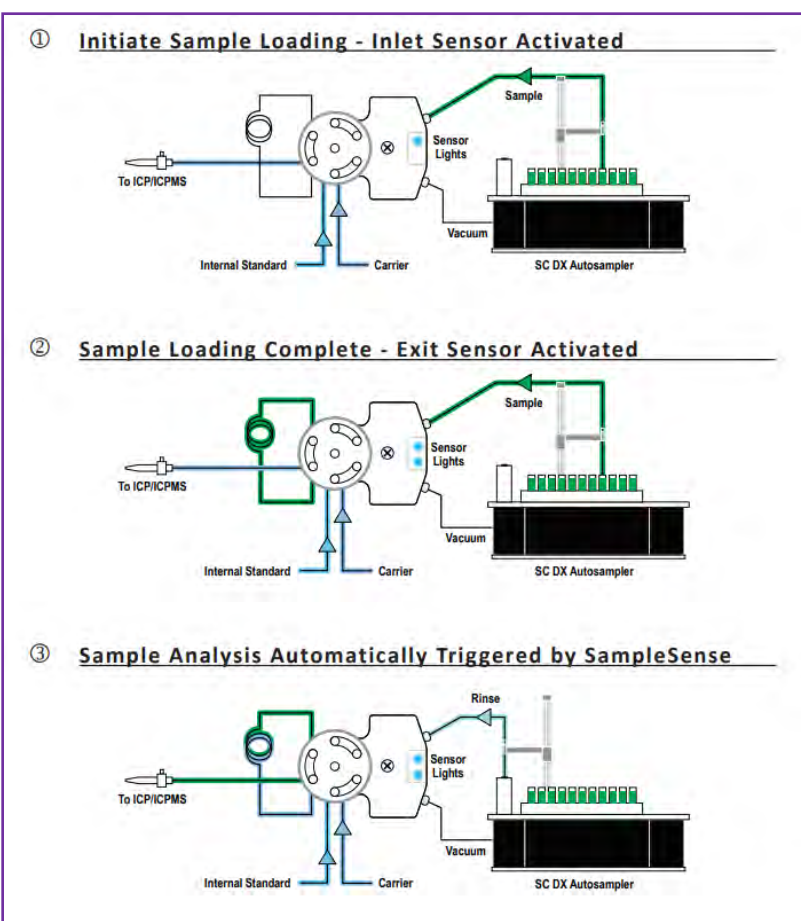 ① Initiate Sample Loading - Inlet Sensor Activated
Sample
Sensor
Lights
To ICP/ICPMS
Vacuum
Internal Standard
Carrier
SC DX Autosampler
② Sample Loading Complete - Exit Sensor Activated
Sample
Sensor
Lights
To ICP/ICPMS
Vacuum
Internal Standard
Carrier
SC DX Autosampler
③ Sample Analysis Automatically Triggered by SampleSense
Rinse
Sensor
Lights
To ICP/ICPMS
Vacuum
Internal Standard
Carrier
SC DX Autosampler